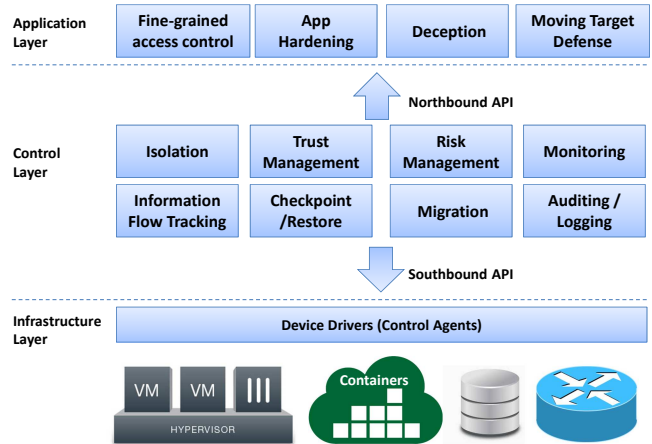 Application
Layer
Fine-grained
access control
App
Hardening
Deception
Moving Target
Defense
Northbound API
Control
Layer
Isolation
Trust
Management
Risk
Management
Monitoring
Information
Flow Tracking
Checkpoint
/Restore
Migration
Auditing /
Logging
Southbound API
Infrastructure
Layer
Device Drivers (Control Agents)
VM
VM
HYPERVISOR
Containers